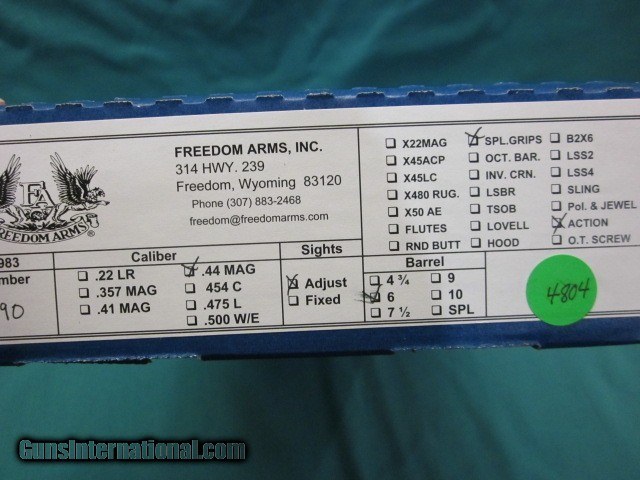 FREEDOM ARMS, INC.
314 HWY. 239
Freedom, Wyoming 83120
Phone (307) 883-2468
freedom@freedomarms.com
FA
FREEDOM ARMS®
X22MAG
X45ACP
X45LC
X480 RUG.
X50 AE
FLUTES
RND BUTT
SPL.GRIPS
OCT. BAR.
INV. CRN.
LSBR
TSOB
LOVELL
HOOD
B2X6
LSS2
LSS4
SLING
Pol. & JEWEL
ACTION
O.T. SCREW
983
mber
90
Caliber
.22 LR
.357 MAG
.41 MAG
.44 MAG
454 C
.475 L
.500 W/E
Sights
Adjust
Fixed
Barrel
4 ¾
6
7 ½
9
10
SPL
4804
GunsInternational.com